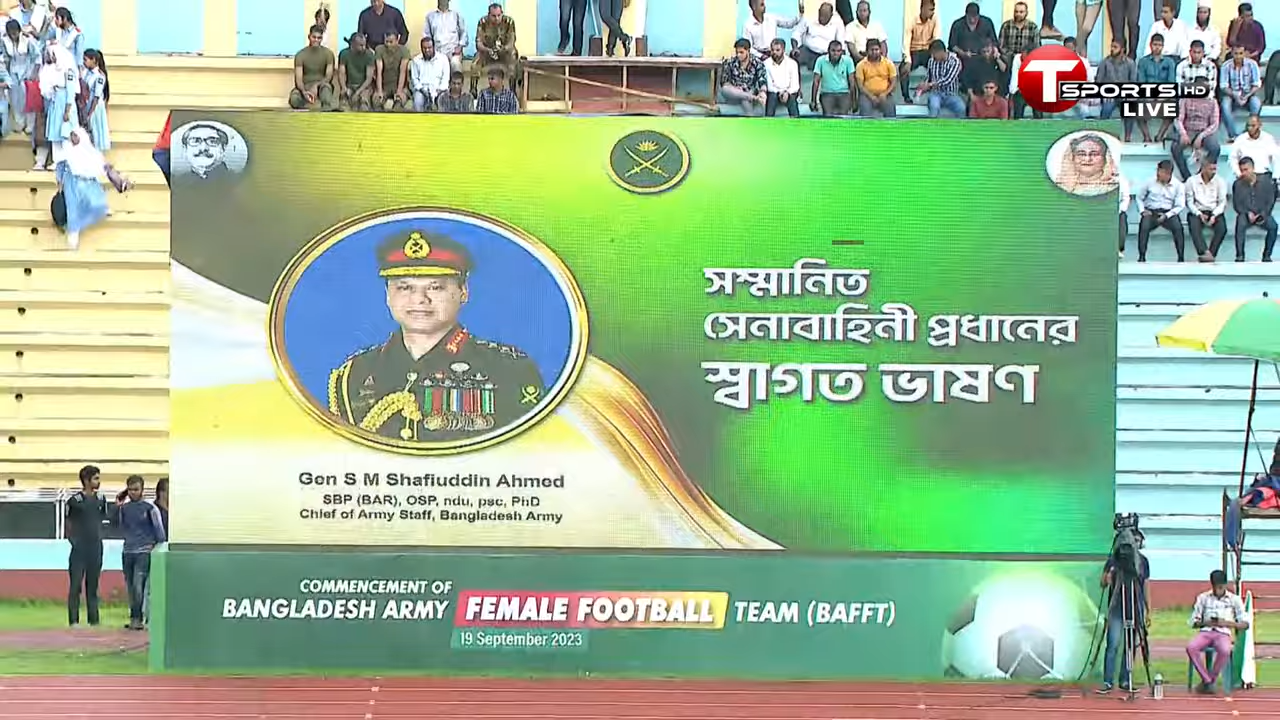 T SPORTS HD
LIVE
সম্মানিত
সেনাবাহিনী প্রধানের
স্বাগত ভাষণ
Gen S M Shafiuddin Ahmed
SBP (BAR), OSP, ndu, psc, PhD
Chief of Army Staff, Bangladesh Army
COMMENCEMENT OF
BANGLADESH ARMY FEMALE FOOTBALL TEAM (BAFFT)
19 September 2023